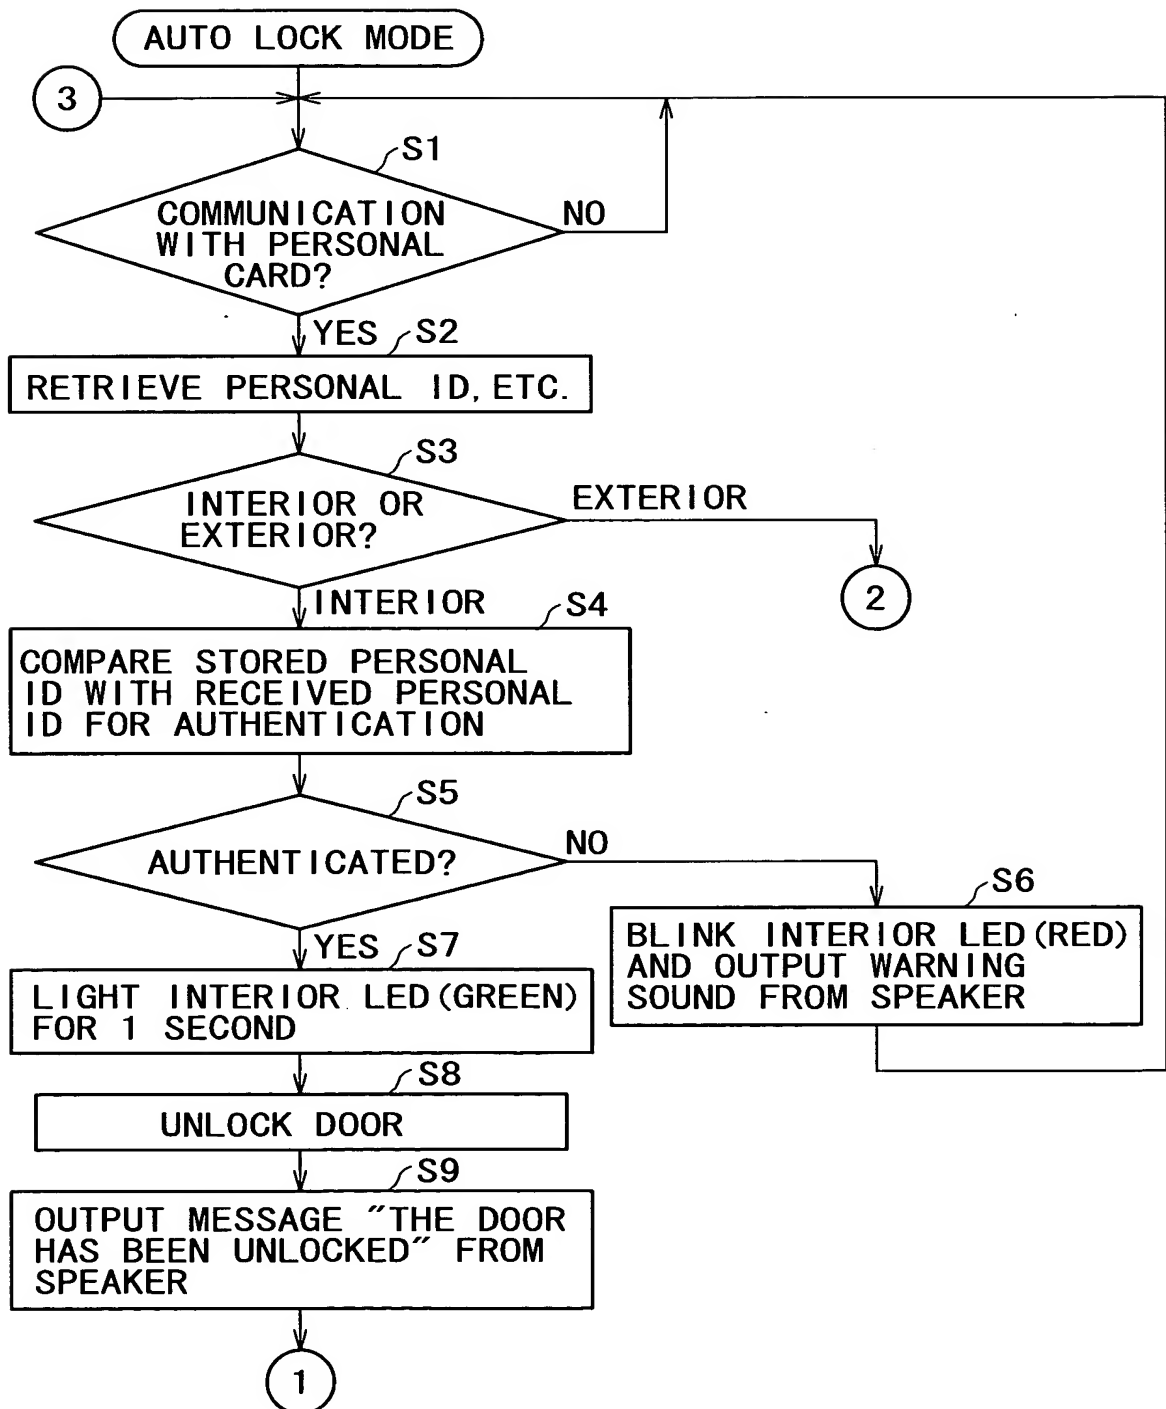 AUTO LOCK MODE
3
S1
COMMUNICATION
WITH PERSONAL
CARD?
NO
YES
S2
RETRIEVE PERSONAL ID, ETC.
S3
INTERIOR OR
EXTERIOR?
EXTERIOR
2
INTERIOR
S4
COMPARE STORED PERSONAL
ID WITH RECEIVED PERSONAL
ID FOR AUTHENTICATION
S5
AUTHENTICATED?
NO
S6
BLINK INTERIOR LED (RED)
AND OUTPUT WARNING
SOUND FROM SPEAKER
YES
S7
LIGHT INTERIOR LED (GREEN)
FOR 1 SECOND
S8
UNLOCK DOOR
S9
OUTPUT MESSAGE "THE DOOR
HAS BEEN UNLOCKED" FROM
SPEAKER
1